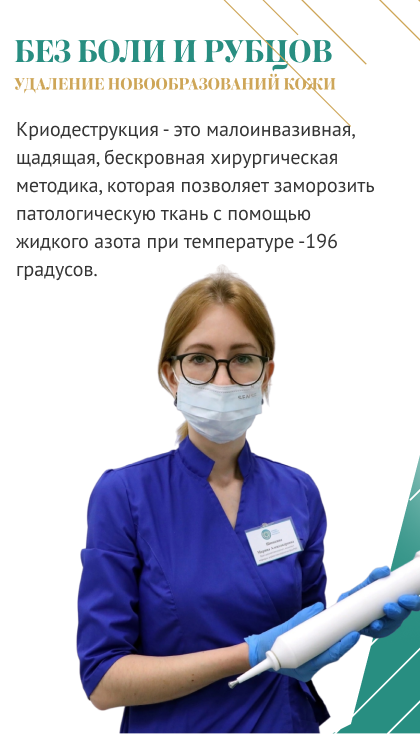 БЕЗ БОЛИ И РУБЦОВ
УДАЛЕНИЕ НОВООБРАЗОВАНИЙ КОЖИ
Криодеструкция - это малоинвазивная,
щадящая, бескровная хирургическая
методика, которая позволяет заморозить
патологическую ткань с помощью
жидкого азота при температуре -196
градусов.